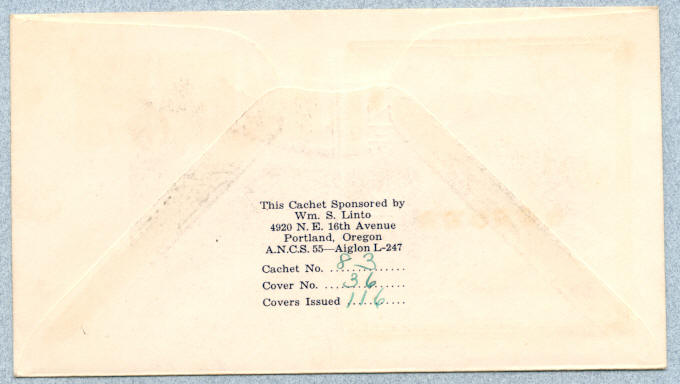 This Cachet Sponsored by
Wm. S. Linto
4920 N. E. 16th Avenue
Portland, Oregon
A.N.C.S. 55—Aiglon L-247
Cachet No. 83
Cover No. 36
Covers Issued 116